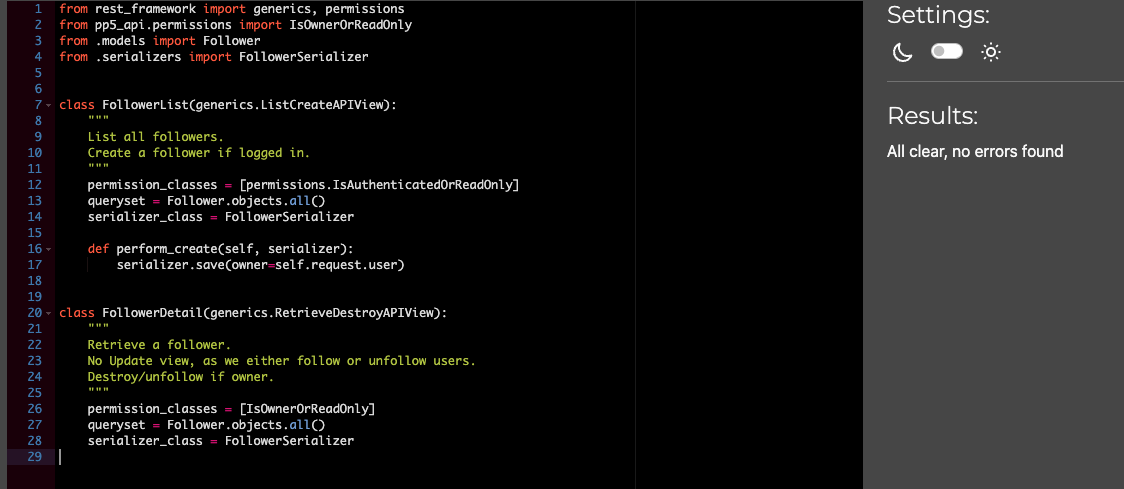 1 from rest_framework import generics, permissions
2 from pp5_api.permissions import IsOwnerOrReadOnly
3 from .models import Follower
4 from .serializers import FollowerSerializer
5
6
7 class FollowerList(generics.ListCreateAPIView):
8     """
9     List all followers.
10     Create a follower if logged in.
11     """
12     permission_classes = [permissions.IsAuthenticatedOrReadOnly]
13     queryset = Follower.objects.all()
14     serializer_class = FollowerSerializer
15
16     def perform_create(self, serializer):
17         serializer.save(owner=self.request.user)
18
19
20 class FollowerDetail(generics.RetrieveDestroyAPIView):
21     """
22     Retrieve a follower.
23     No Update view, as we either follow or unfollow users.
24     Destroy/unfollow if owner.
25     """
26     permission_classes = [IsOwnerOrReadOnly]
27     queryset = Follower.objects.all()
28     serializer_class = FollowerSerializer
29
Settings:
Results:
All clear, no errors found